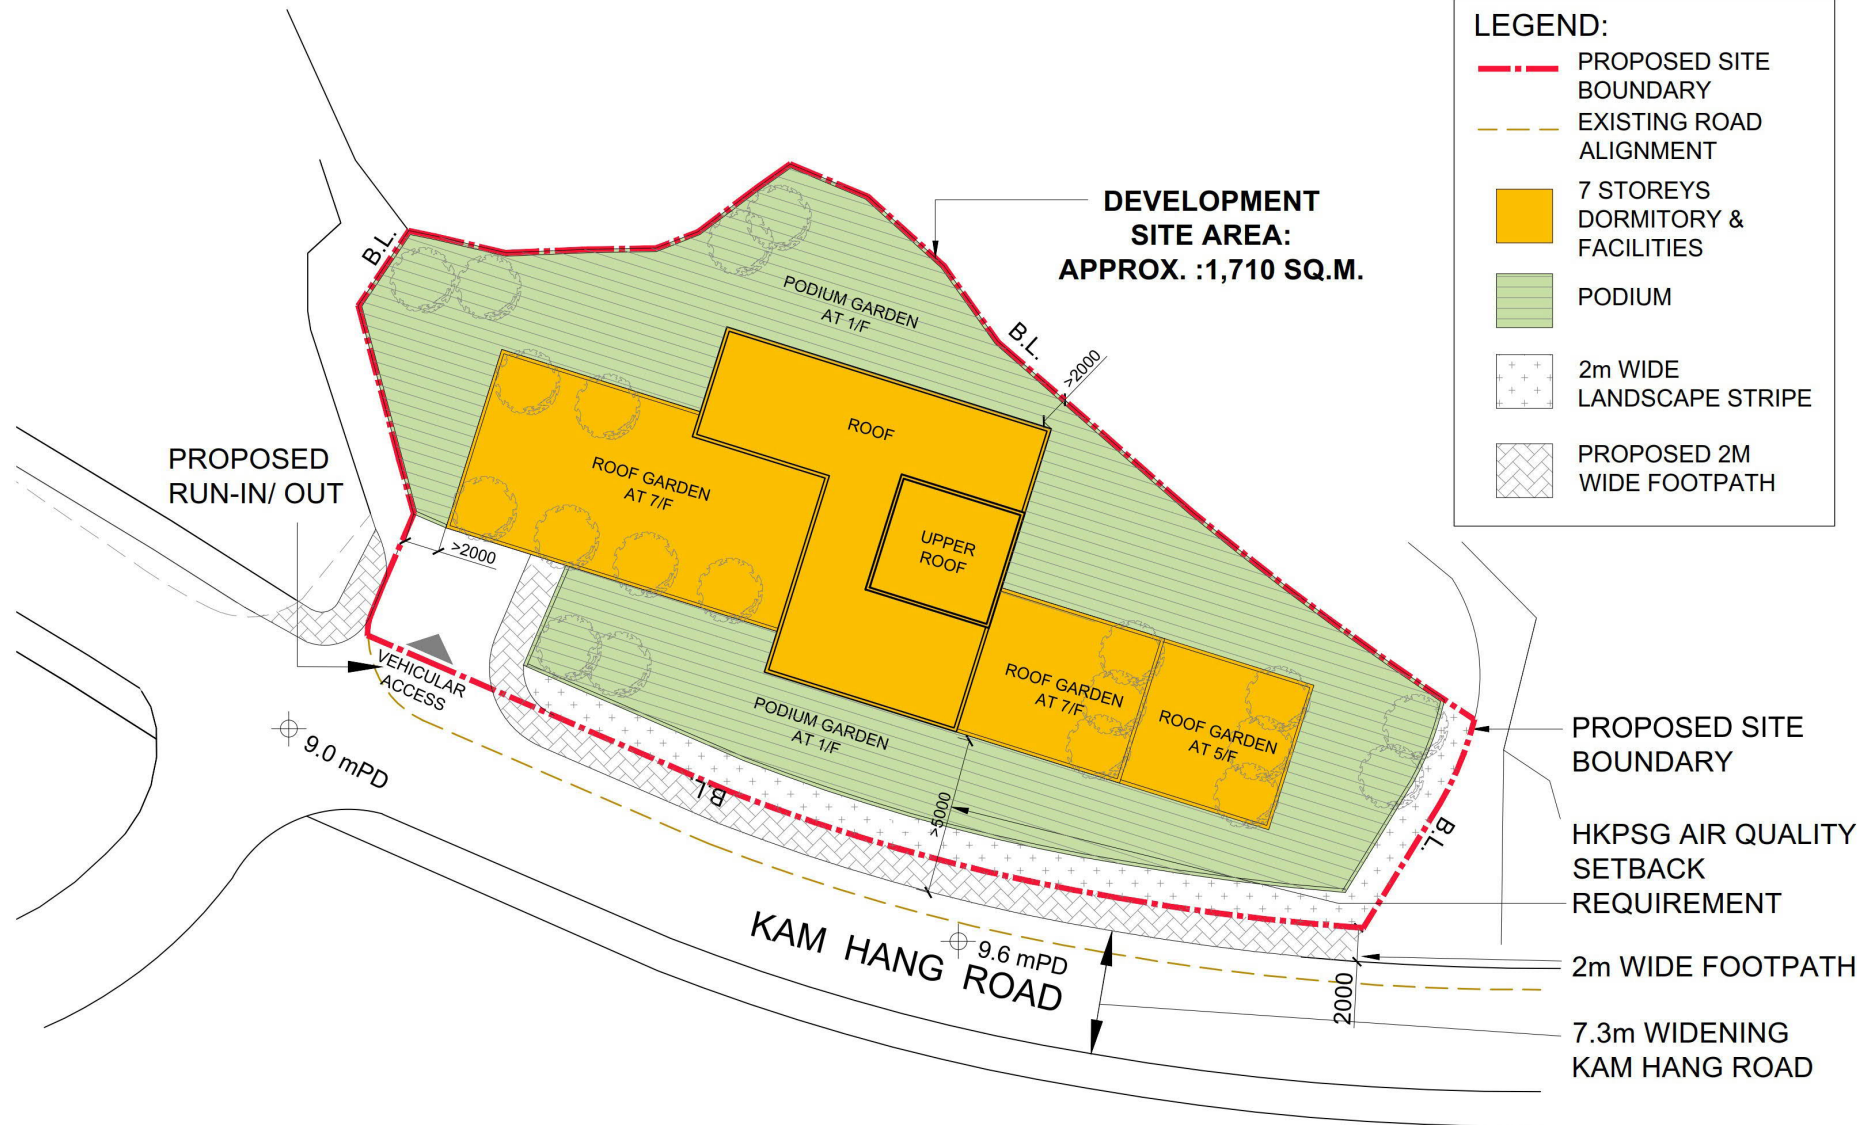 LEGEND:
PROPOSED SITE
BOUNDARY
EXISTING ROAD
ALIGNMENT
7 STOREYS
DORMITORY &
FACILITIES
PODIUM
2m WIDE
LANDSCAPE STRIPE
PROPOSED 2M
WIDE FOOTPATH
DEVELOPMENT
SITE AREA:
APPROX. :1,710 SQ.M.
B.L.
PODIUM GARDEN
AT 1/F
B.L.
>2000
ROOF
PROPOSED
RUN-IN/ OUT
ROOF GARDEN
AT 7/F
>2000
UPPER
ROOF
VEHICULAR
ACCESS
ROOF GARDEN
AT 7/F
ROOF GARDEN
AT 5/F
PODIUM GARDEN
AT 1/F
9.0 mPD
B.L.
>5000
B.L.
PROPOSED SITE
BOUNDARY
HKPSG AIR QUALITY
SETBACK
REQUIREMENT
KAM HANG ROAD
9.6 mPD
2m WIDE FOOTPATH
2000
7.3m WIDENING
KAM HANG ROAD